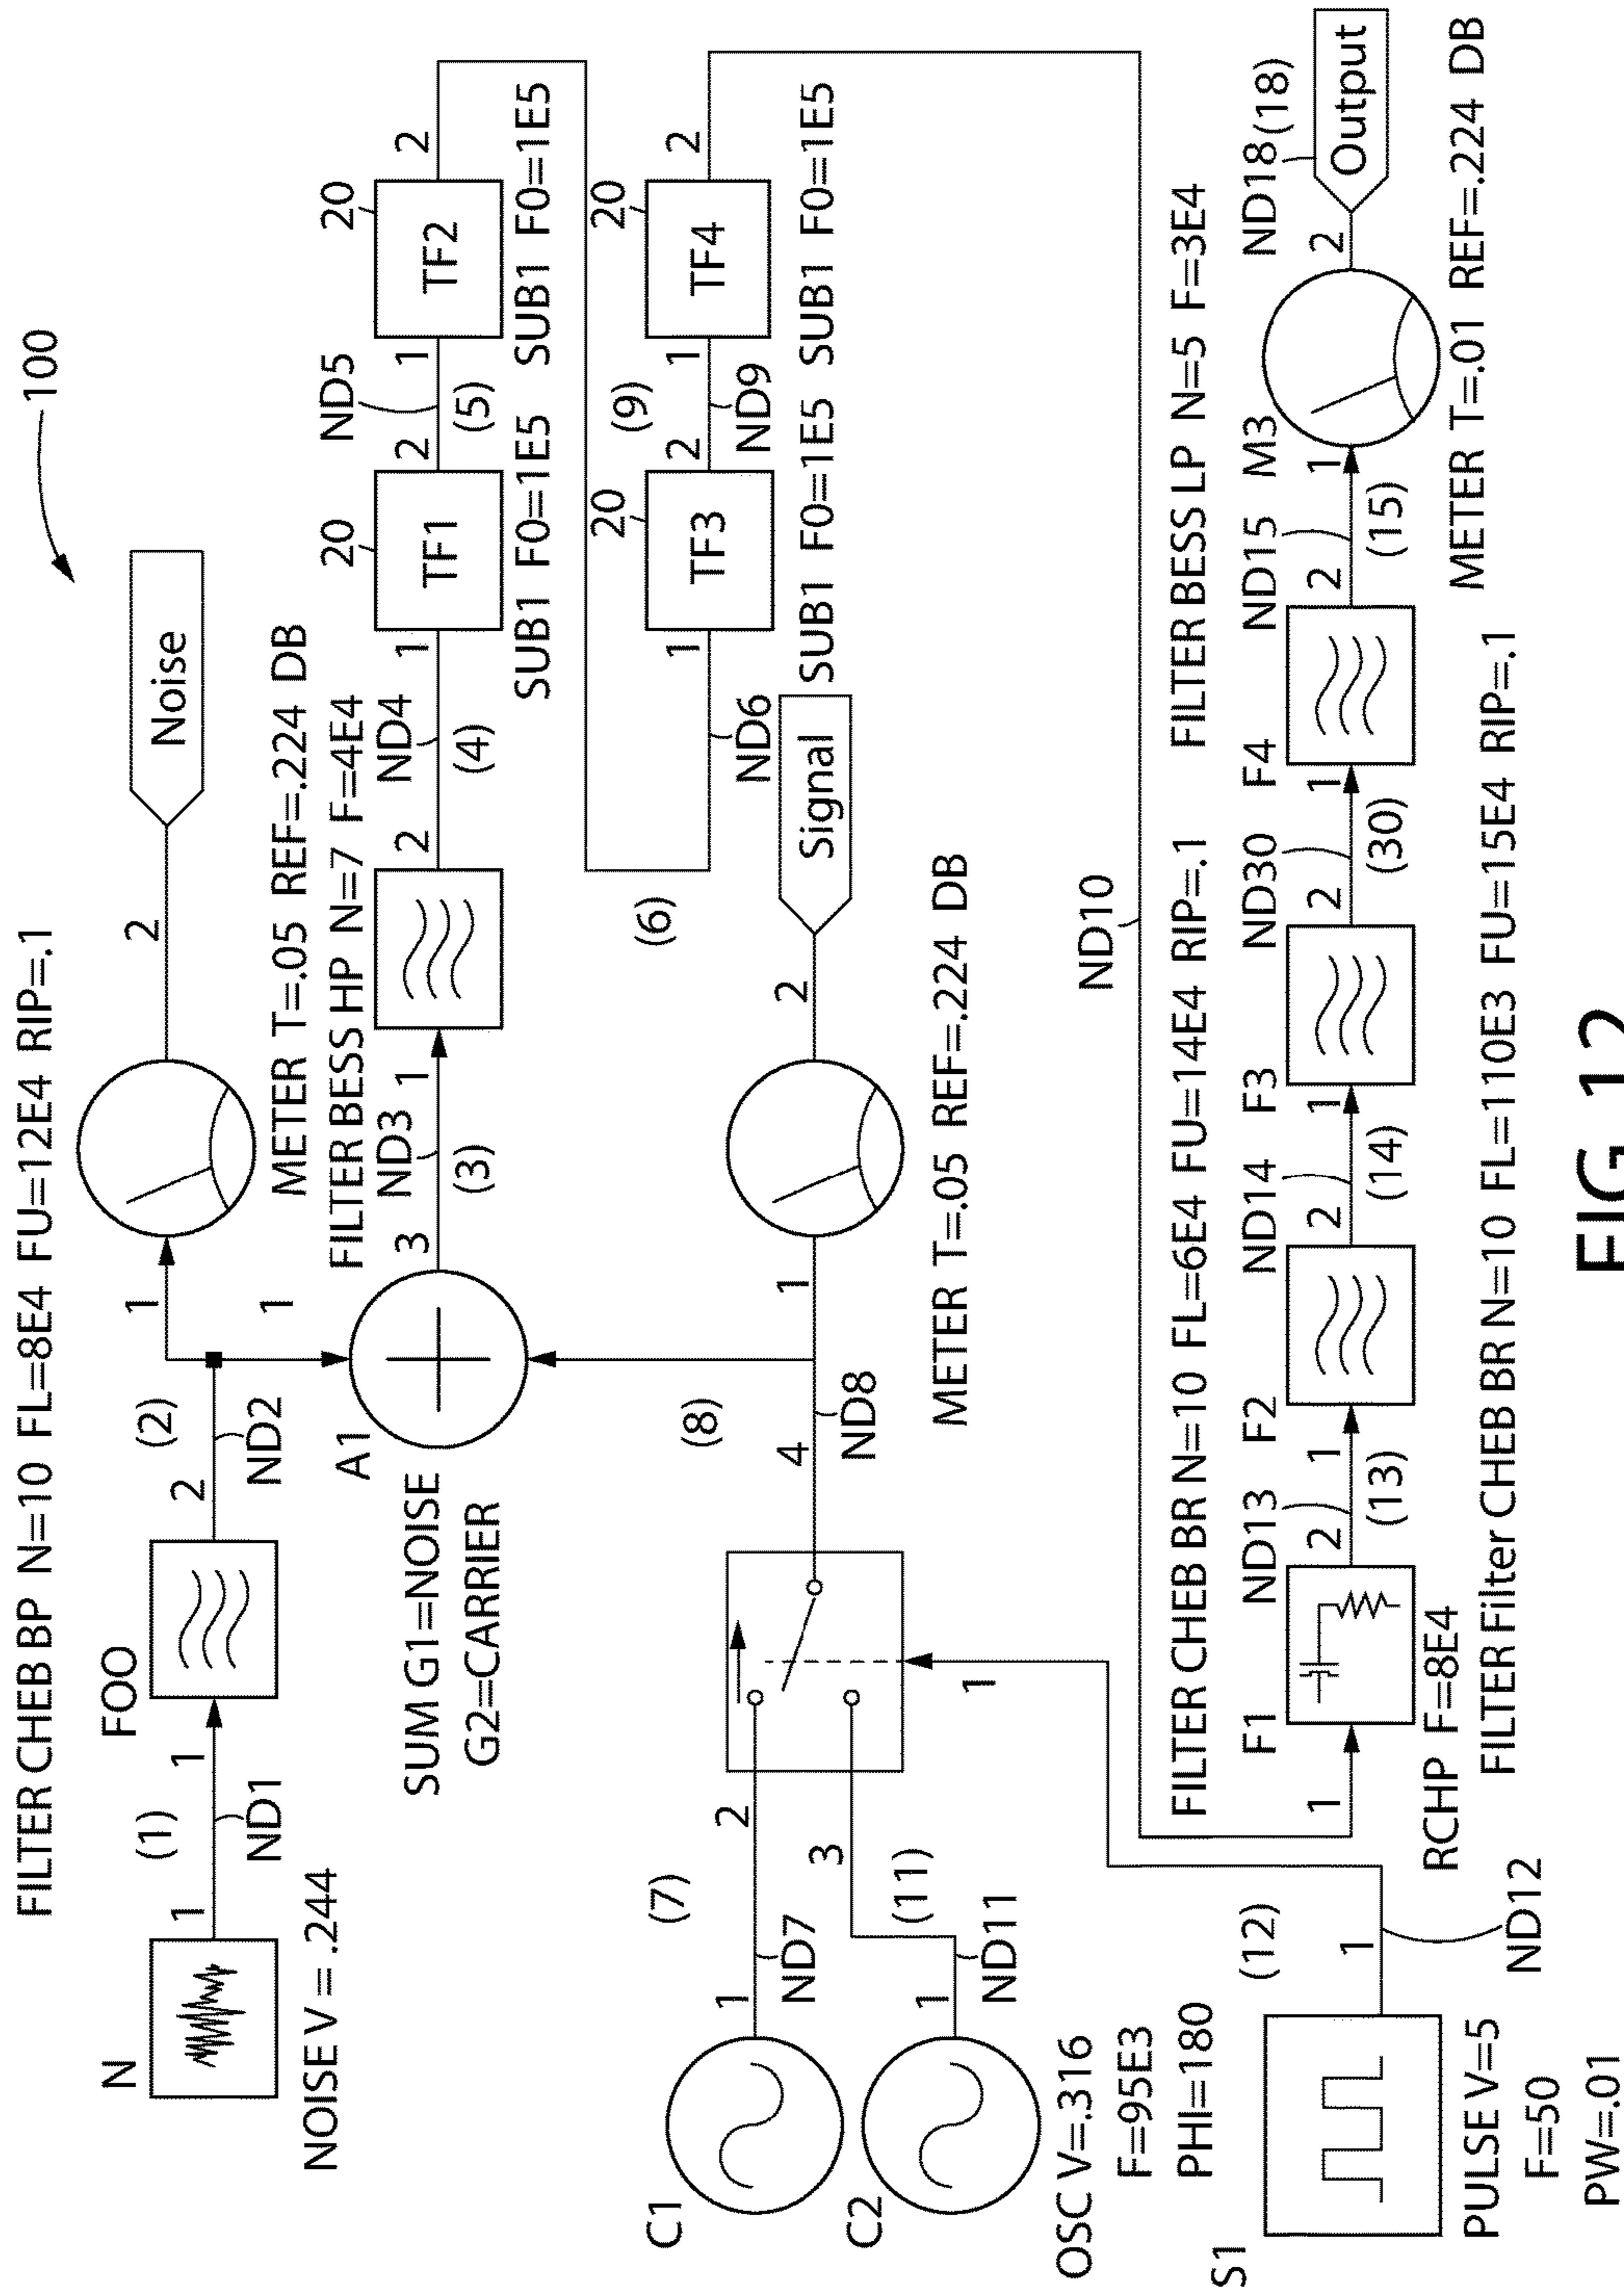 100
FILTER CHEB BP N=10 FL=8E4 FU=12E4 RIP=.1
N
1
(1)
ND1
1
FOO
2
(2)
ND2
1
1
2
Noise
NOISE V = .244
METER T=.05 REF=.224 DB
A1
SUM G1=NOISE
G2=CARRIER
3
ND3
(3)
1
FILTER BESS HP N=7 F=4E4
2
ND4
(4)
1
20
TF1
2
ND5
(5)
1
20
TF2
2
SUB1 F0=1E5
SUB1 F0=1E5
(6)
ND6
1
20
TF3
2
(9)
ND9
1
20
TF4
2
SUB1 F0=1E5
SUB1 F0=1E5
C1
1
(7)
ND7
2
C2
1
(11)
ND11
3
4
(8)
ND8
1
2
Signal
METER T=.05 REF=.224 DB
OSC V=.316
F=95E3
PHI=180
1
ND10
S1
1
(12)
ND12
PULSE V=5
F=50
PW=.01
FILTER CHEB BR N=10 FL=6E4 FU=14E4 RIP=.1
FILTER BESS LP N=5 F=3E4
1
F1
2
ND13
(13)
1
F2
2
ND14
(14)
1
F3
2
ND30
(30)
1
F4
2
ND15
(15)
1
M3
2
ND18
(18)
Output
RCHP F=8E4
METER T=.01 REF=.224 DB
FILTER Filter CHEB BR N=10 FL=110E3 FU=15E4 RIP=.1
FIG. 12